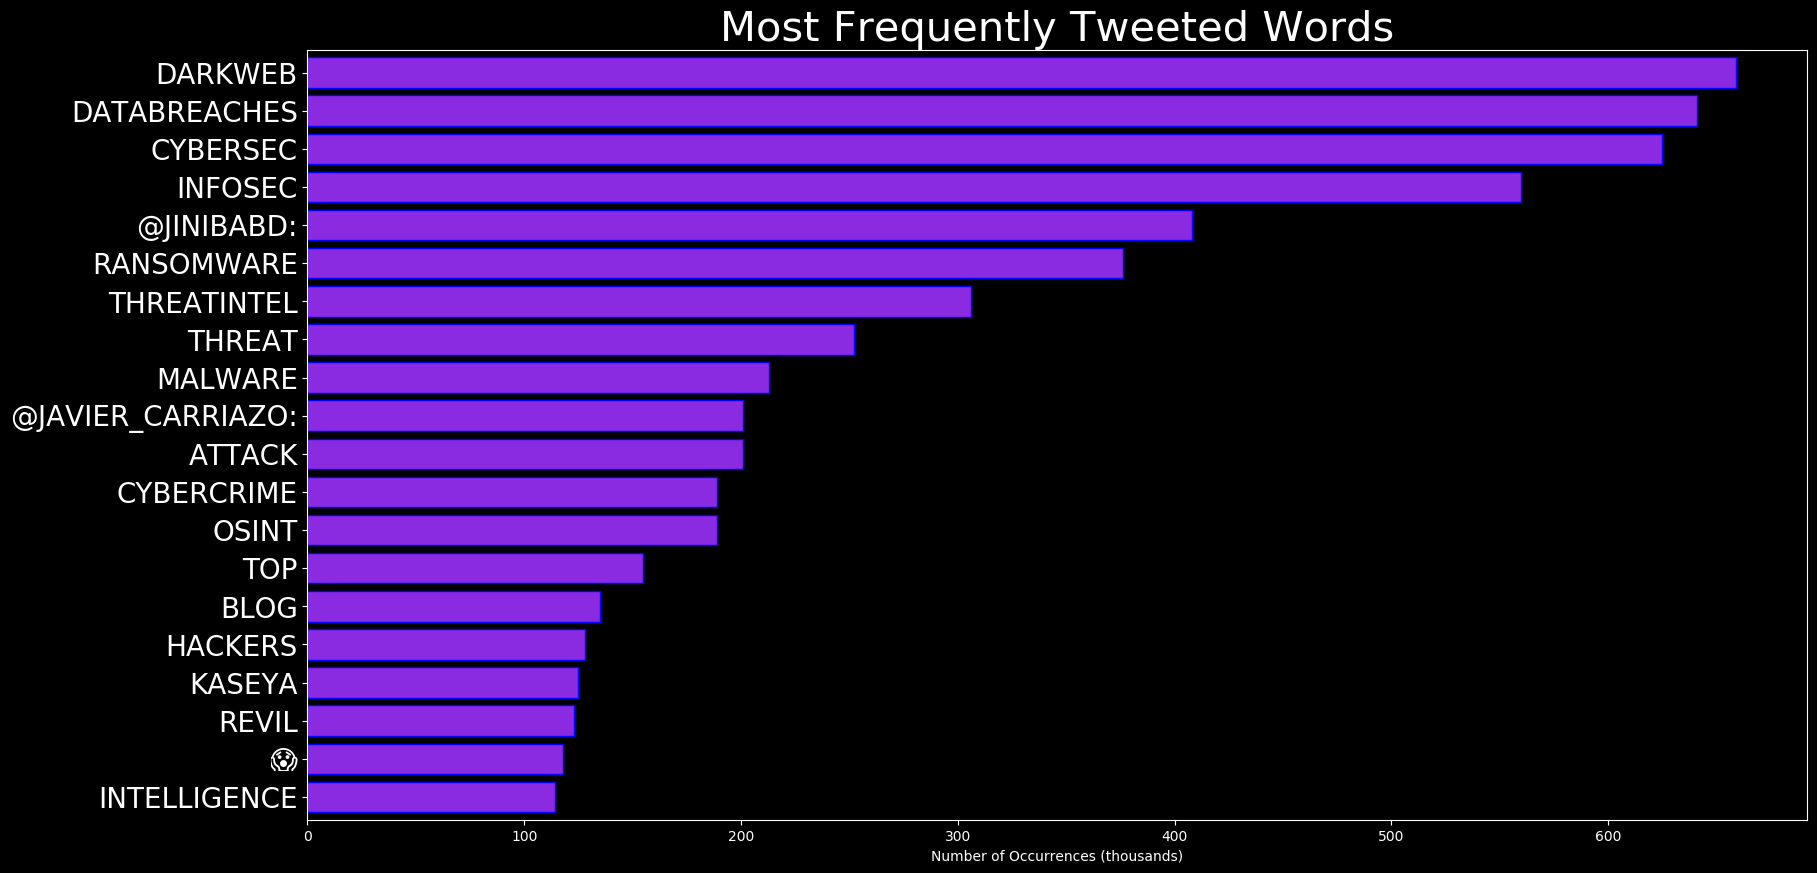 Most Frequently Tweeted Words
DARKWEB
DATABREACHES
CYBERSEC
INFOSEC
@JINIBABD:
RANSOMWARE
THREATINTEL
THREAT
MALWARE
@JAVIER_CARRIAZO:
ATTACK
CYBERCRIME
OSINT
TOP
BLOG
HACKERS
KASEYA
REVIL
😱
INTELLIGENCE
0 100 200 300 400 500 600
Number of Occurrences (thousands)